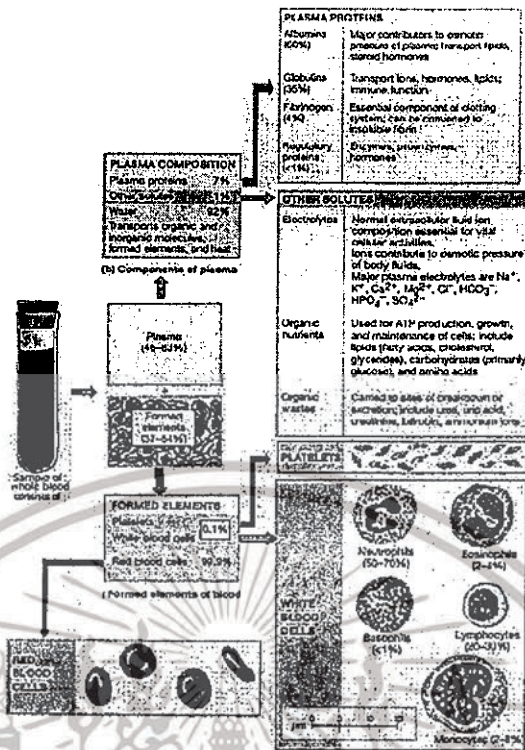 PLASMA PROTEINS
Albumins
(60%)
Major contributors to osmotic
pressure of plasma; transport lipids,
steroid hormones
Globulins
(35%)
Transport ions, hormones, lipids;
immune function
Fibrinogen
(4%)
Essential component of clotting
system; can be converted to
insoluble fibrin
Regulatory
proteins
(<1%)
Enzymes, proenzymes,
hormones
PLASMA COMPOSITION
Plasma proteins 7%
Other solutes 1%
Water 92%
Transports organic and
inorganic molecules,
formed elements, and heat
(b) Components of plasma
OTHER SOLUTES
Electrolytes
Normal extracellular fluid ion
composition essential for vital
cellular activities.
Ions contribute to osmotic pressure
of body fluids.
Major plasma electrolytes are Na⁺,
K⁺, Ca²⁺, Mg²⁺, Cl⁻, HCO₃⁻,
HPO₄⁻, SO₄²⁻
Organic
nutrients
Used for ATP production, growth,
and maintenance of cells; include
lipids (fatty acids, cholesterol,
glycerides), carbohydrates (primarily
glucose), and amino acids
Organic
wastes
Carried to sites of breakdown or
excretion; include urea, uric acid,
creatinine, bilirubin, ammonium ions
Plasma
(46-63%)
+
Formed
elements
(37-54%)
Sample of
whole blood
consists of
PLATELETS
FORMED ELEMENTS
Platelets
White blood cells
0.1%
Red blood cells 99.9%
Formed elements of blood
RED
BLOOD
CELLS
WHITE
BLOOD
CELLS
Neutrophils
(50-70%)
Eosinophils
(2-4%)
Basophils
(<1%)
Lymphocytes
(20-30%)
Monocytes (2-8%)
µm